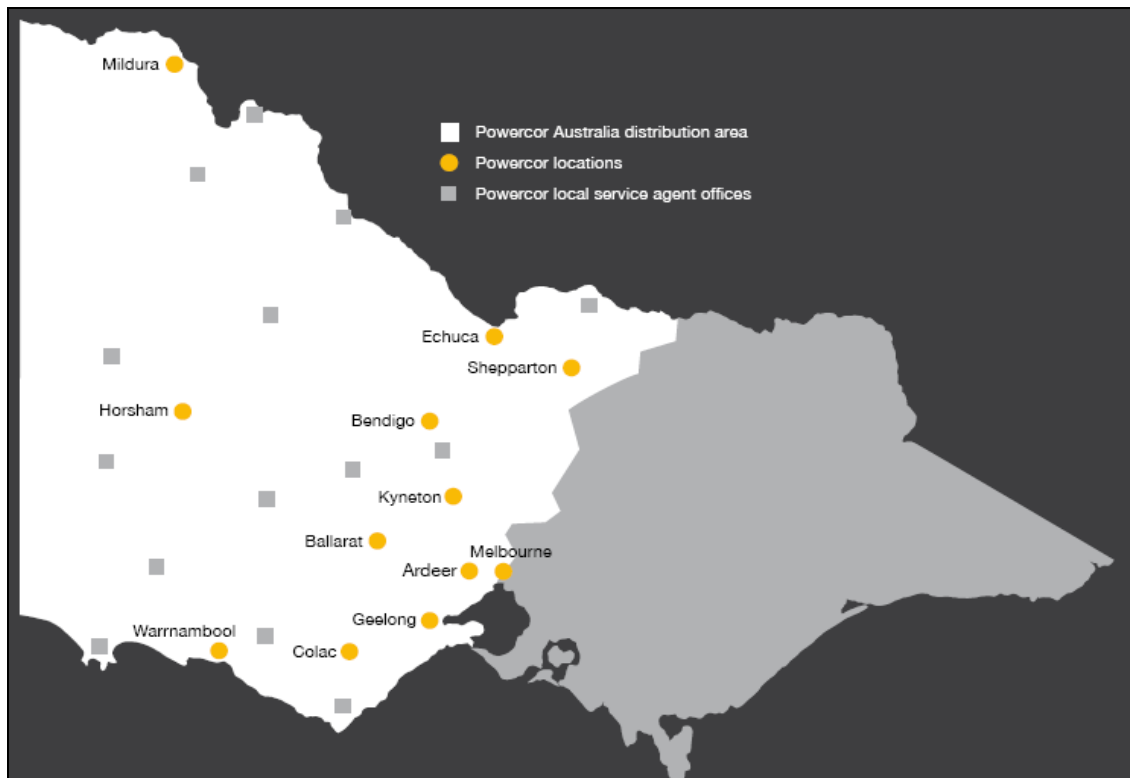 Mildura
Powercor Australia distribution area
Powercor locations
Powercor local service agent offices
Echuca
Shepparton
Horsham
Bendigo
Kyneton
Ballarat
Melbourne
Ardeer
Geelong
Warrnambool
Colac